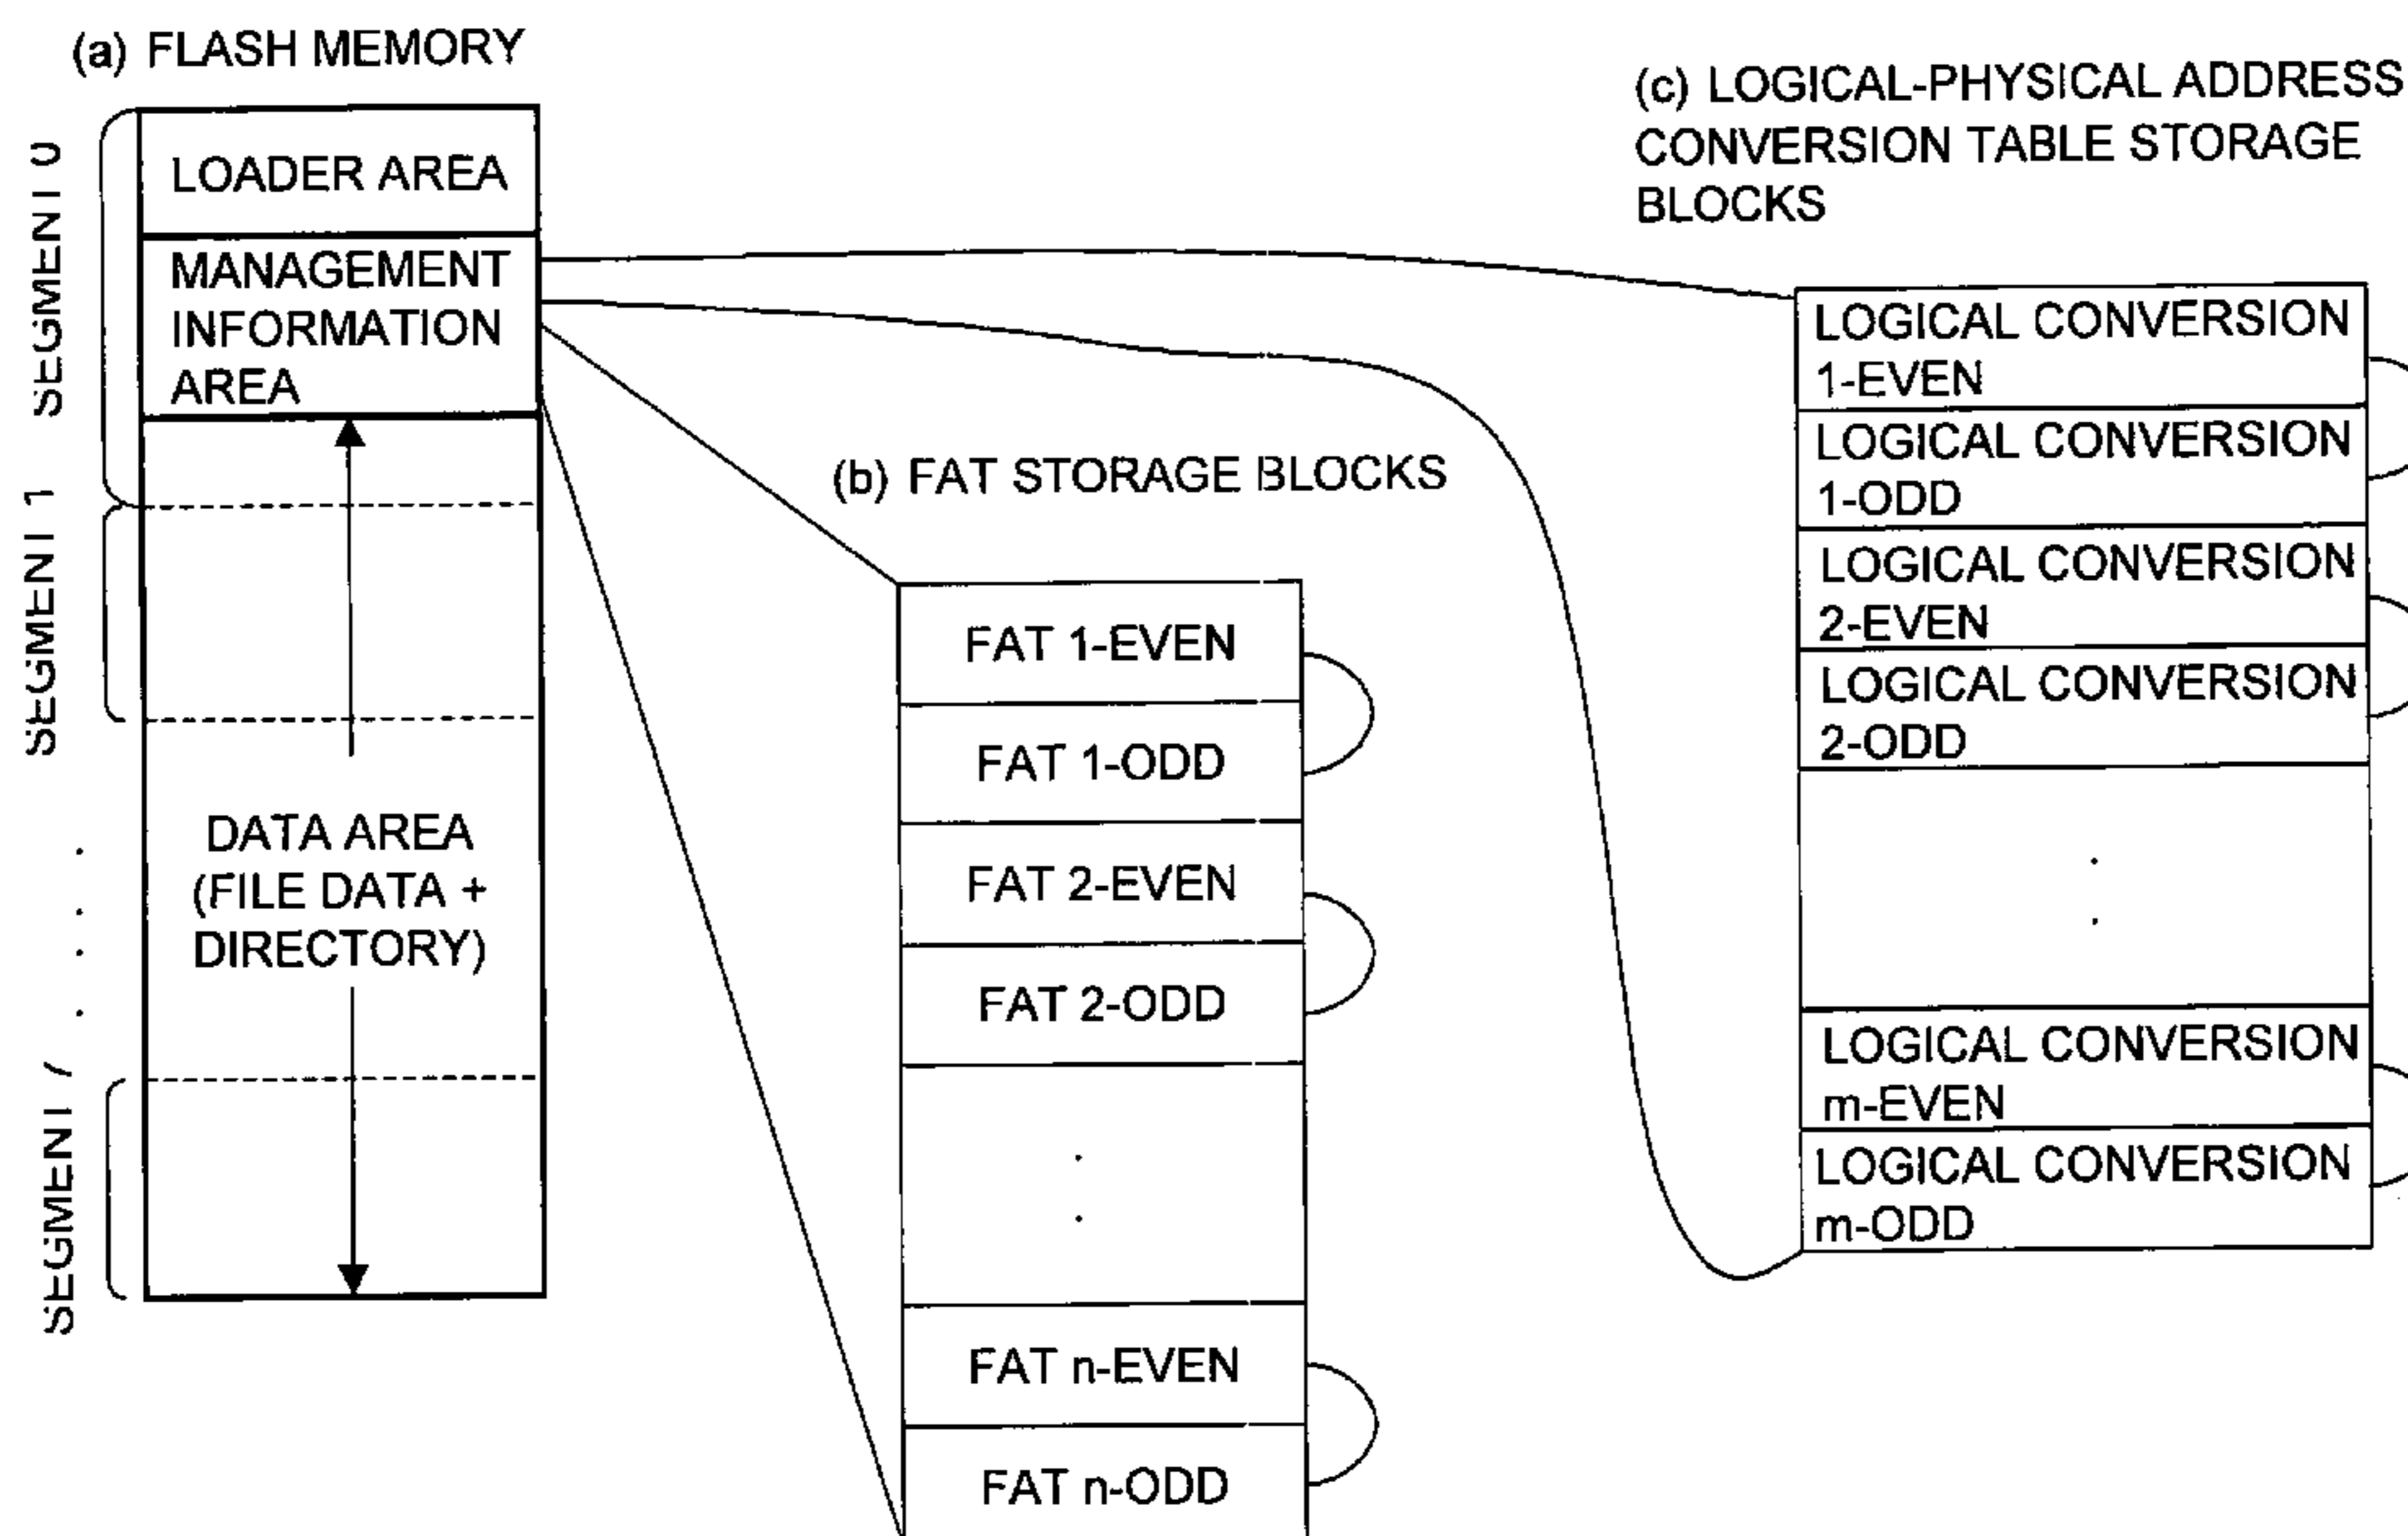 (a) FLASH MEMORY
SEGMENT 0
LOADER AREA
MANAGEMENT
INFORMATION
AREA
SEGMENT 1
DATA AREA
(FILE DATA +
DIRECTORY)
SEGMENT 7
(b) FAT STORAGE BLOCKS
FAT 1-EVEN
FAT 1-ODD
FAT 2-EVEN
FAT 2-ODD
FAT n-EVEN
FAT n-ODD
(c) LOGICAL-PHYSICAL ADDRESS
CONVERSION TABLE STORAGE
BLOCKS
LOGICAL CONVERSION
1-EVEN
LOGICAL CONVERSION
1-ODD
LOGICAL CONVERSION
2-EVEN
LOGICAL CONVERSION
2-ODD
LOGICAL CONVERSION
m-EVEN
LOGICAL CONVERSION
m-ODD